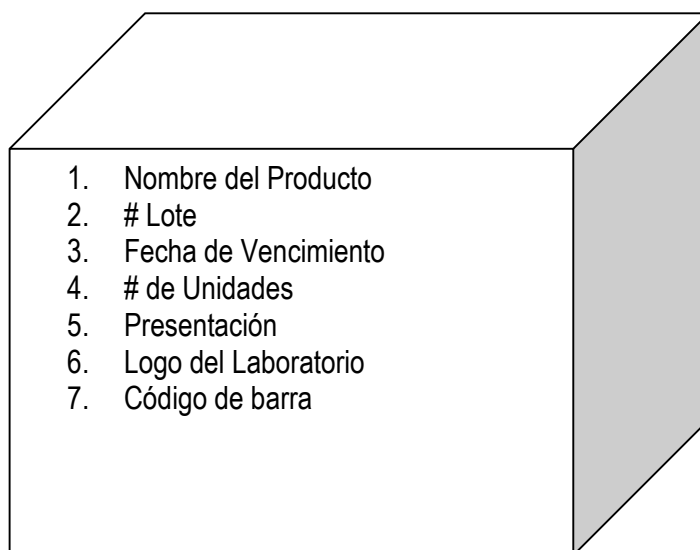 1. Nombre del Producto
2. # Lote
3. Fecha de Vencimiento
4. # de Unidades
5. Presentación
6. Logo del Laboratorio
7. Código de barra